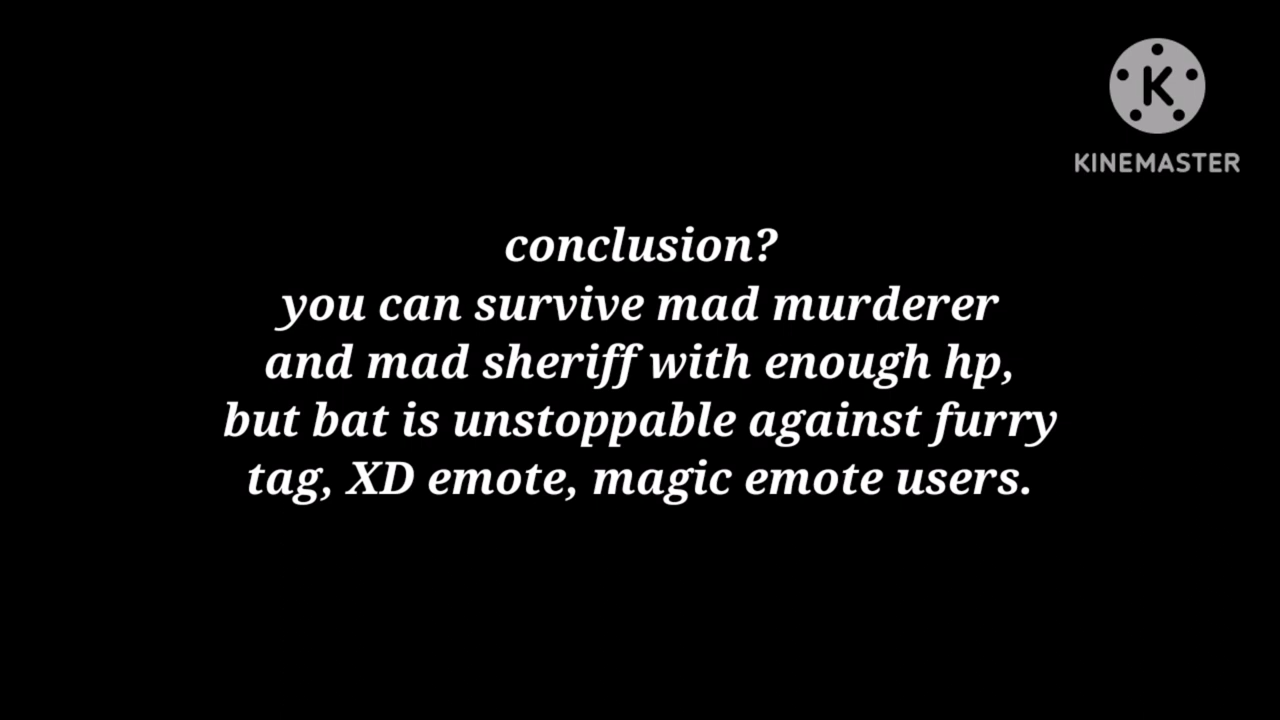 K
KINEMASTER
conclusion?
you can survive mad murderer
and mad sheriff with enough hp,
but bat is unstoppable against furry
tag, XD emote, magic emote users.